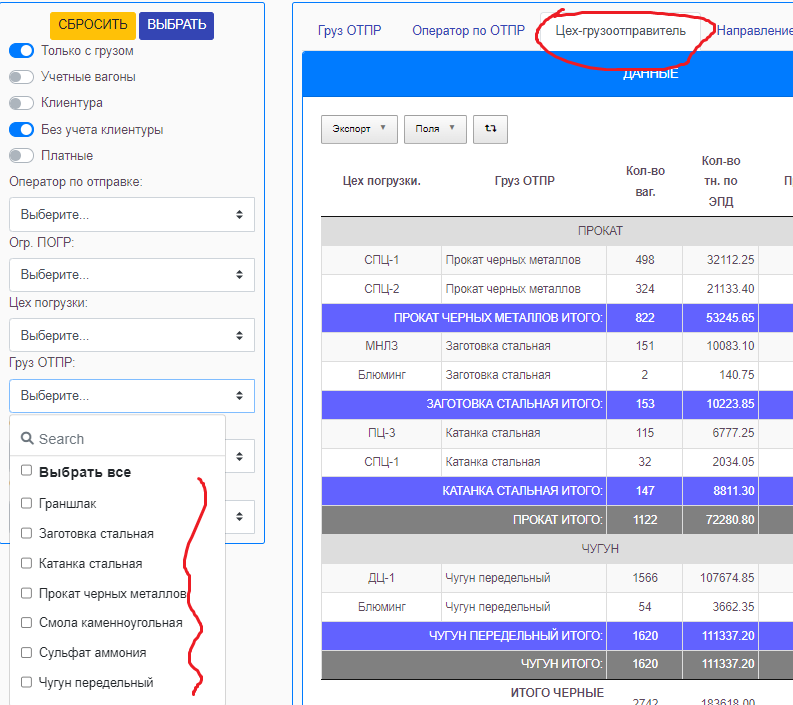 СБРОСИТЬ ВЫБРАТЬ
Только с грузом
Учетные вагоны
Клиентура
Без учета клиентуры
Платные
Оператор по отправке:
Выберите...
Огр. ПОГР:
Выберите...
Цех погрузки:
Выберите...
Груз ОТПР:
Выберите...
Search
Выбрать все
Граншлак
Заготовка стальная
Катанка стальная
Прокат черных металлов
Смола каменноугольная
Сульфат аммония
Чугун передельный
Груз ОТПР Оператор по ОТПР Цех-грузоотправитель Направление
ДАННЫЕ
Экспорт Поля
Цех погрузки. Груз ОТПР Кол-во ваг. Кол-во тн. по ЭПД П
ПРОКАТ
СПЦ-1 Прокат черных металлов 498 32112.25
СПЦ-2 Прокат черных металлов 324 21133.40
ПРОКАТ ЧЕРНЫХ МЕТАЛЛОВ ИТОГО: 822 53245.65
МНЛЗ Заготовка стальная 151 10083.10
Блюминг Заготовка стальная 2 140.75
ЗАГОТОВКА СТАЛЬНАЯ ИТОГО: 153 10223.85
ПЦ-3 Катанка стальная 115 6777.25
СПЦ-1 Катанка стальная 32 2034.05
КАТАНКА СТАЛЬНАЯ ИТОГО: 147 8811.30
ПРОКАТ ИТОГО: 1122 72280.80
ЧУГУН
ДЦ-1 Чугун передельный 1566 107674.85
Блюминг Чугун передельный 54 3662.35
ЧУГУН ПЕРЕДЕЛЬНЫЙ ИТОГО: 1620 111337.20
ЧУГУН ИТОГО: 1620 111337.20
ИТОГО ЧЕРНЫЕ 2742 183618.00